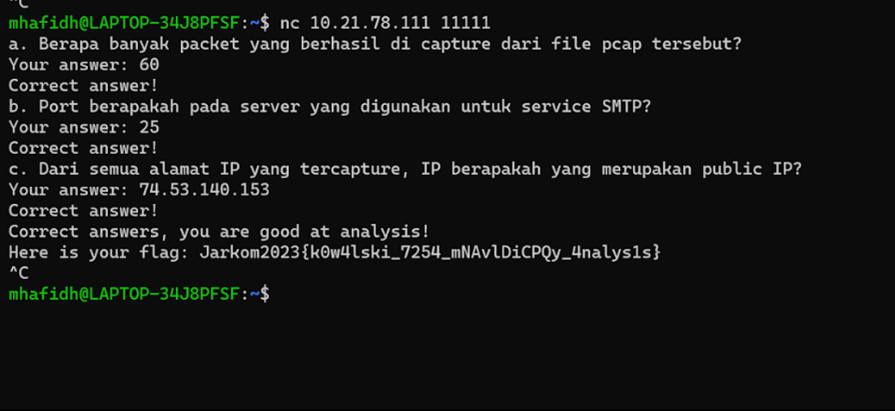 ^C
mhafidh@LAPTOP-34J8PFSF:~$ nc 10.21.78.111 11111
a. Berapa banyak packet yang berhasil di capture dari file pcap tersebut?
Your answer: 60
Correct answer!
b. Port berapakah pada server yang digunakan untuk service SMTP?
Your answer: 25
Correct answer!
c. Dari semua alamat IP yang tercapture, IP berapakah yang merupakan public IP?
Your answer: 74.53.140.153
Correct answer!
Correct answers, you are good at analysis!
Here is your flag: Jarkom2023{k0w4lski_7254_mNAvlDiCPQy_4nalys1s}
^C
mhafidh@LAPTOP-34J8PFSF:~$